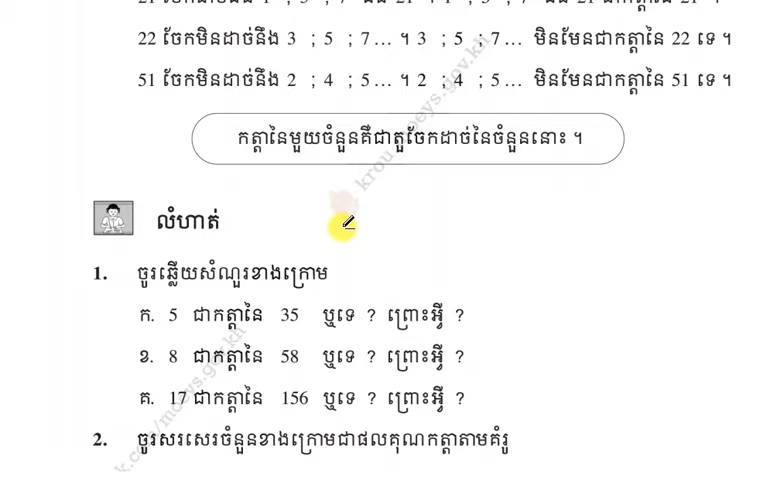 22 ចែកមិនដាច់នឹង 3 ; 5 ; 7... ។ 3 ; 5 ; 7... មិនមែនជាកត្តានៃ 22 ទេ ។
51 ចែកមិនដាច់នឹង 2 ; 4 ; 5... ។ 2 ; 4 ; 5... មិនមែនជាកត្តានៃ 51 ទេ ។
កត្តានៃមួយចំនួនគឺជាតួចែកដាច់នៃចំនួននោះ ។
លំហាត់
1. ចូរឆ្លើយសំណួរខាងក្រោម
ក. 5 ជាកត្តានៃ 35 ឬទេ ? ព្រោះអ្វី ?
ខ. 8 ជាកត្តានៃ 58 ឬទេ ? ព្រោះអ្វី ?
គ. 17 ជាកត្តានៃ 156 ឬទេ ? ព្រោះអ្វី ?
2. ចូរសរសេរចំនួនខាងក្រោមជាផលគុណកត្តាតាមគំរូ
krou.moeys.gov.kh
k.com/moeys.gov.kh